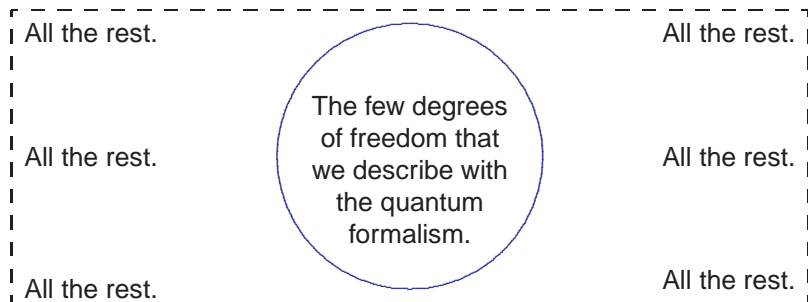 All the rest.
All the rest.
The few degrees
of freedom that
we describe with
the quantum
formalism.
All the rest.
All the rest.
All the rest.
All the rest.